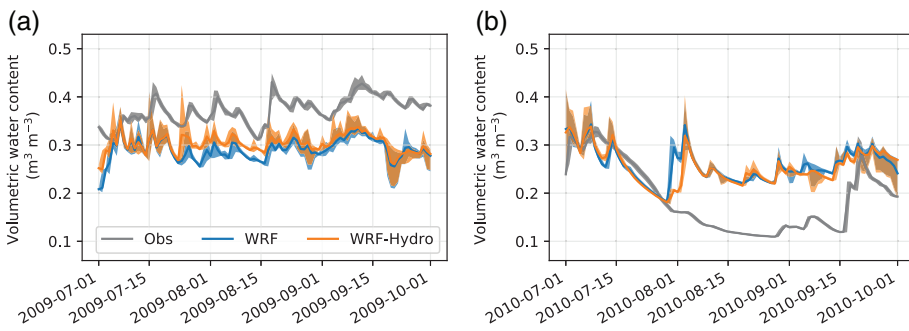 (a)
Volumetric water content
(m³ m⁻³)
0.5
0.4
0.3
0.2
0.1
Obs
WRF
WRF-Hydro
2009-07-01
2009-07-15
2009-08-01
2009-08-15
2009-09-01
2009-09-15
2009-10-01
(b)
Volumetric water content
(m³ m⁻³)
0.5
0.4
0.3
0.2
0.1
2010-07-01
2010-07-15
2010-08-01
2010-08-15
2010-09-01
2010-09-15
2010-10-01